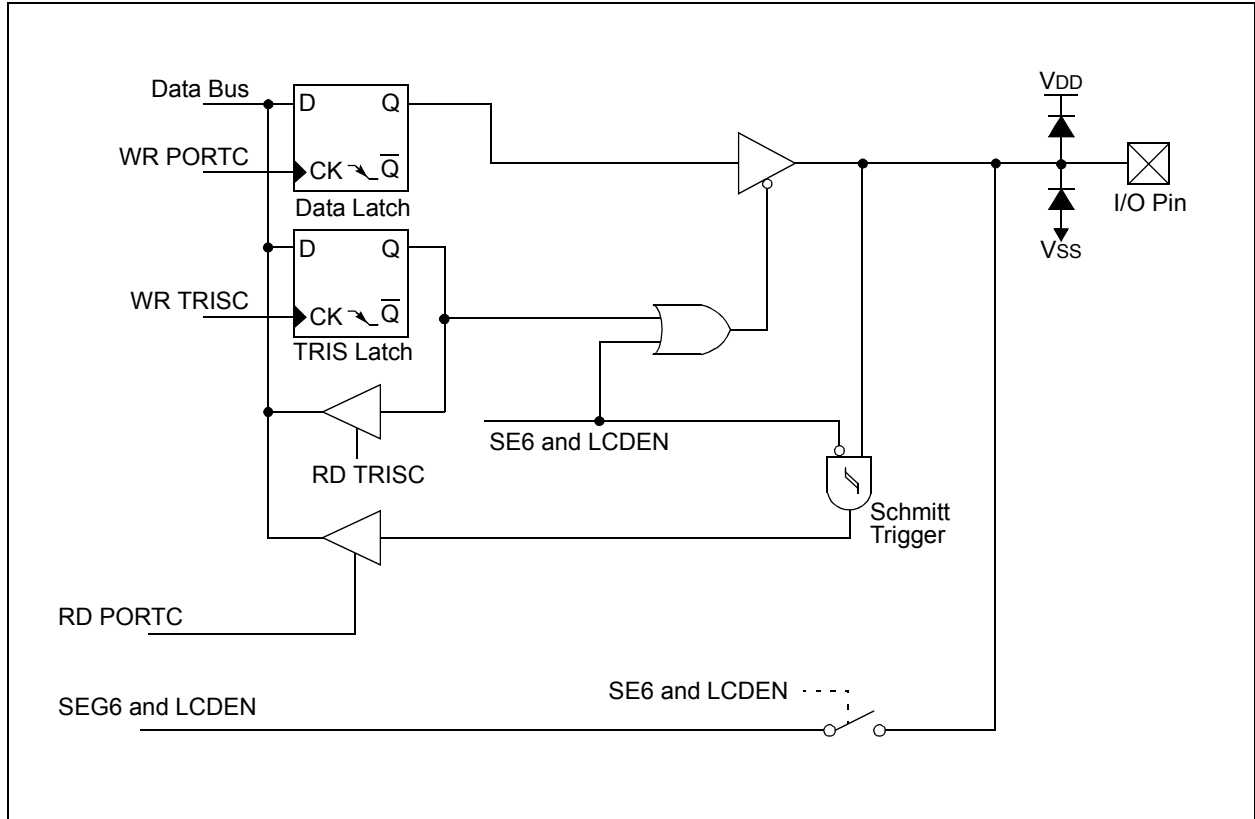 Data Bus
D Q
WR PORTC
CK Q
Data Latch
VDD
I/O Pin
VSS
D Q
WR TRISC
CK Q
TRIS Latch
SE6 and LCDEN
RD TRISC
Schmitt
Trigger
RD PORTC
SE6 and LCDEN
SEG6 and LCDEN